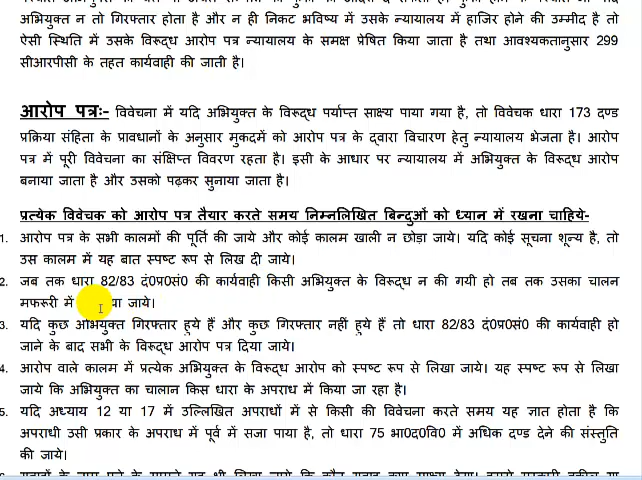 अभियुक्त न तो गिरफ्तार होता है और न ही निकट भविष्य में उसके न्यायालय में हाजिर होने की उम्मीद है तो
ऐसी स्थिति में उसके विरूद्ध आरोप पत्र न्यायालय के समक्ष प्रेषित किया जाता है तथा आवश्यकतानुसार 299
सीआरपीसी के तहत कार्यवाही की जाती है।
आरोप पत्रः- विवेचना में यदि अभियुक्त के विरूद्ध पर्याप्त साक्ष्य पाया गया है, तो विवेचक धारा 173 दण्ड
प्रक्रिया संहिता के प्रावधानों के अनुसार मुकदमें को आरोप पत्र के द्वारा विचारण हेतु न्यायालय भेजता है। आरोप
पत्र में पूरी विवेचना का संक्षिप्त विवरण रहता है। इसी के आधार पर न्यायालय में अभियुक्त के विरूद्ध आरोप
बनाया जाता है और उसको पढ़कर सुनाया जाता है।
प्रत्येक विवेचक को आरोप पत्र तैयार करते समय निम्नलिखित बिन्दुओं को ध्यान में रखना चाहिये-
1. आरोप पत्र के सभी कालमों की पूर्ति की जाये और कोई कालम खाली न छोड़ा जाये। यदि कोई सूचना शून्य है, तो
उस कालम में यह बात स्पष्ट रूप से लिख दी जाये।
2. जब तक धारा 82/83 दं0प्र0सं0 की कार्यवाही किसी अभियुक्त के विरूद्ध न की गयी हो तब तक उसका चालन
मफरूरी में या जाये।
3. यदि कुछ अभियुक्त गिरफ्तार हुये हैं और कुछ गिरफ्तार नहीं हुये हैं तो धारा 82/83 दं0प्र0सं0 की कार्यवाही हो
जाने के बाद सभी के विरूद्ध आरोप पत्र दिया जाये।
4. आरोप वाले कालम में प्रत्येक अभियुक्त के विरूद्ध आरोप को स्पष्ट रूप से लिखा जाये। यह स्पष्ट रूप से लिखा
जाये कि अभियुक्त का चालान किस धारा के अपराध में किया जा रहा है।
5. यदि अध्याय 12 या 17 में उल्लिखित अपराधों में से किसी की विवेचना करते समय यह ज्ञात होता है कि
अपराधी उसी प्रकार के अपराध में पूर्व में सजा पाया है, तो धारा 75 भा0द0वि0 में अधिक दण्ड देने की संस्तुति
की जाये।